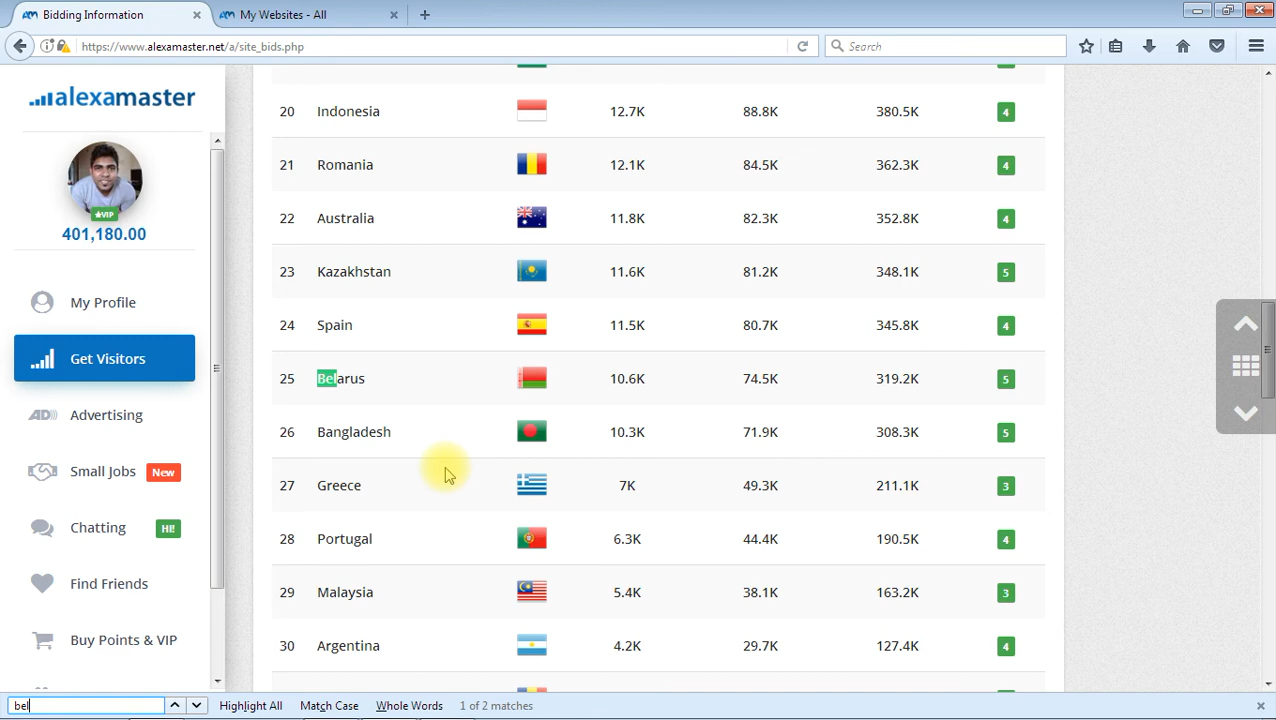 Bidding Information
My Websites - All
https://www.alexamaster.net/a/site_bids.php
Search
alexamaster
VIP
401,180.00
My Profile
Get Visitors
AD Advertising
Small Jobs New
Chatting HI!
Find Friends
Buy Points & VIP
20 Indonesia 12.7K 88.8K 380.5K 4
21 Romania 12.1K 84.5K 362.3K 4
22 Australia 11.8K 82.3K 352.8K 4
23 Kazakhstan 11.6K 81.2K 348.1K 5
24 Spain 11.5K 80.7K 345.8K 4
25 Belarus 10.6K 74.5K 319.2K 5
26 Bangladesh 10.3K 71.9K 308.3K 5
27 Greece 7K 49.3K 211.1K 3
28 Portugal 6.3K 44.4K 190.5K 4
29 Malaysia 5.4K 38.1K 163.2K 3
30 Argentina 4.2K 29.7K 127.4K 4
bel Highlight All Match Case Whole Words 1 of 2 matches